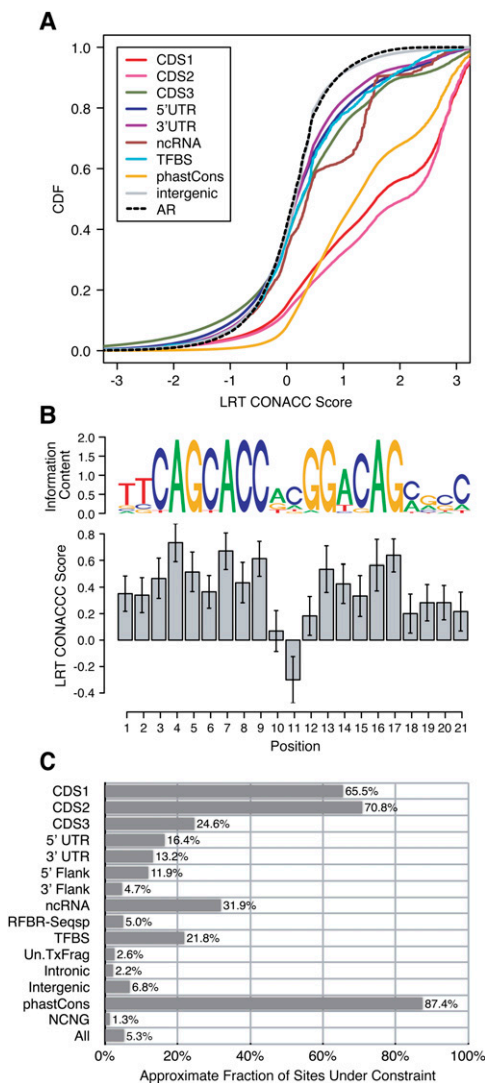 A
CDF
1.0
0.8
0.6
0.4
0.2
0.0
CDS1
CDS2
CDS3
5'UTR
3'UTR
ncRNA
TFBS
phastCons
intergenic
AR
-3 -2 -1 0 1 2 3
LRT CONACC Score
B
Information
Content
2.0
1.5
1.0
0.5
0.0
TTCAGCACCACGGACAGCGCC
LRT CONACCC Score
0.8
0.6
0.4
0.2
0.0
-0.2
-0.4
1 2 3 4 5 6 7 8 9 10 11 12 13 14 15 16 17 18 19 20 21
Position
C
CDS1 65.5%
CDS2 70.8%
CDS3 24.6%
5' UTR 16.4%
3' UTR 13.2%
5' Flank 11.9%
3' Flank 4.7%
ncRNA 31.9%
RFBR-Seqsp 5.0%
TFBS 21.8%
Un.TxFrag 2.6%
Intronic 2.2%
Intergenic 6.8%
phastCons 87.4%
NCNG 1.3%
All 5.3%
0% 20% 40% 60% 80% 100%
Approximate Fraction of Sites Under Constraint